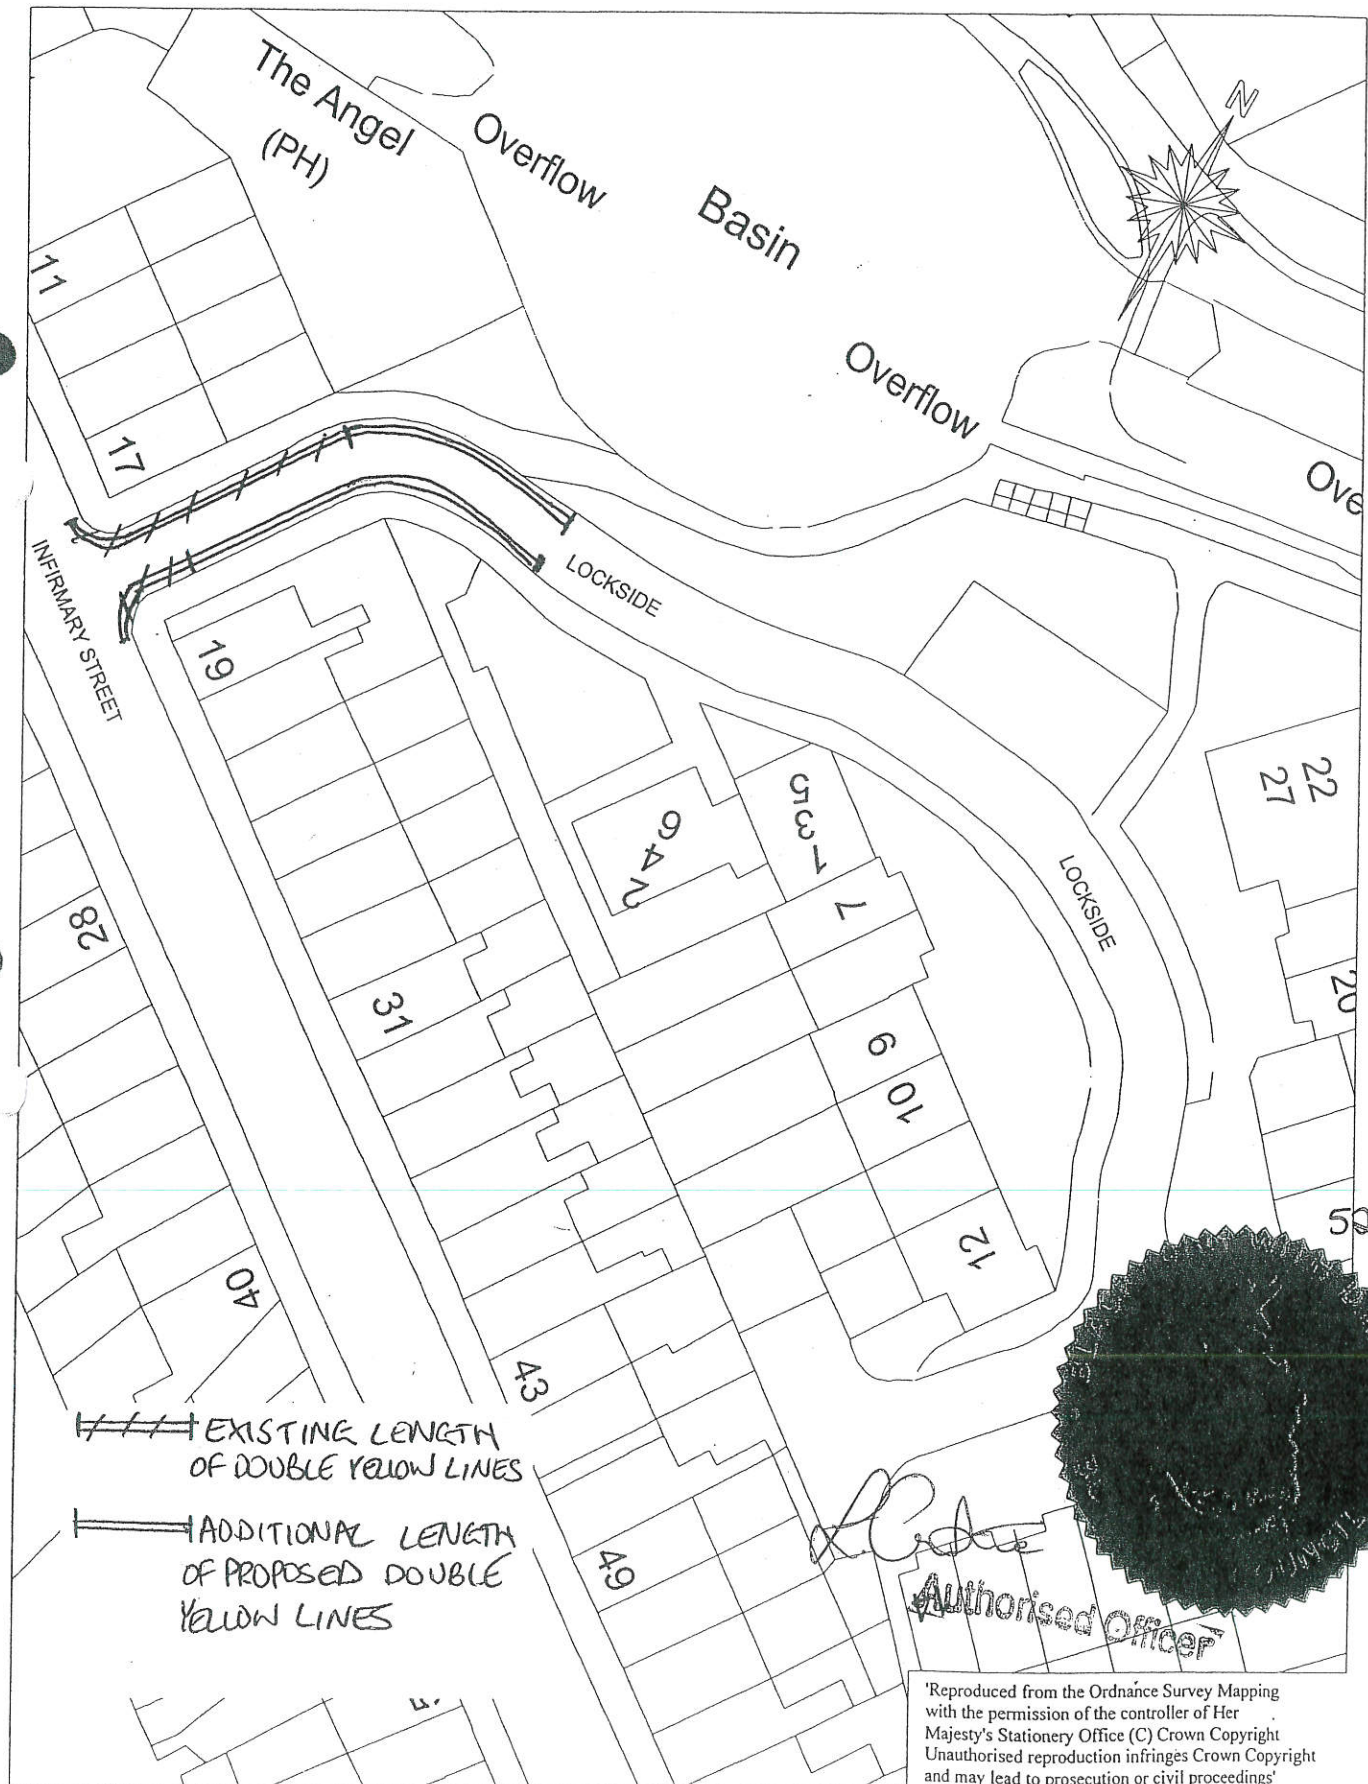 The Angel
(PH)
Overflow
Basin
N
Overflow
Ove
11
17
INFIRMARY STREET
LOCKSIDE
19
28
31
40
43
49
6
4
2
5
3
1
7
9
10
12
LOCKSIDE
22
27
20
EXISTING LENGTH
OF DOUBLE YELLOW LINES
ADDITIONAL LENGTH
OF PROPOSED DOUBLE
YELLOW LINES
Authorised Officer
'Reproduced from the Ordnance Survey Mapping
with the permission of the controller of Her
Majesty's Stationery Office (C) Crown Copyright
Unauthorised reproduction infringes Crown Copyright
and may lead to prosecution or civil proceedings'